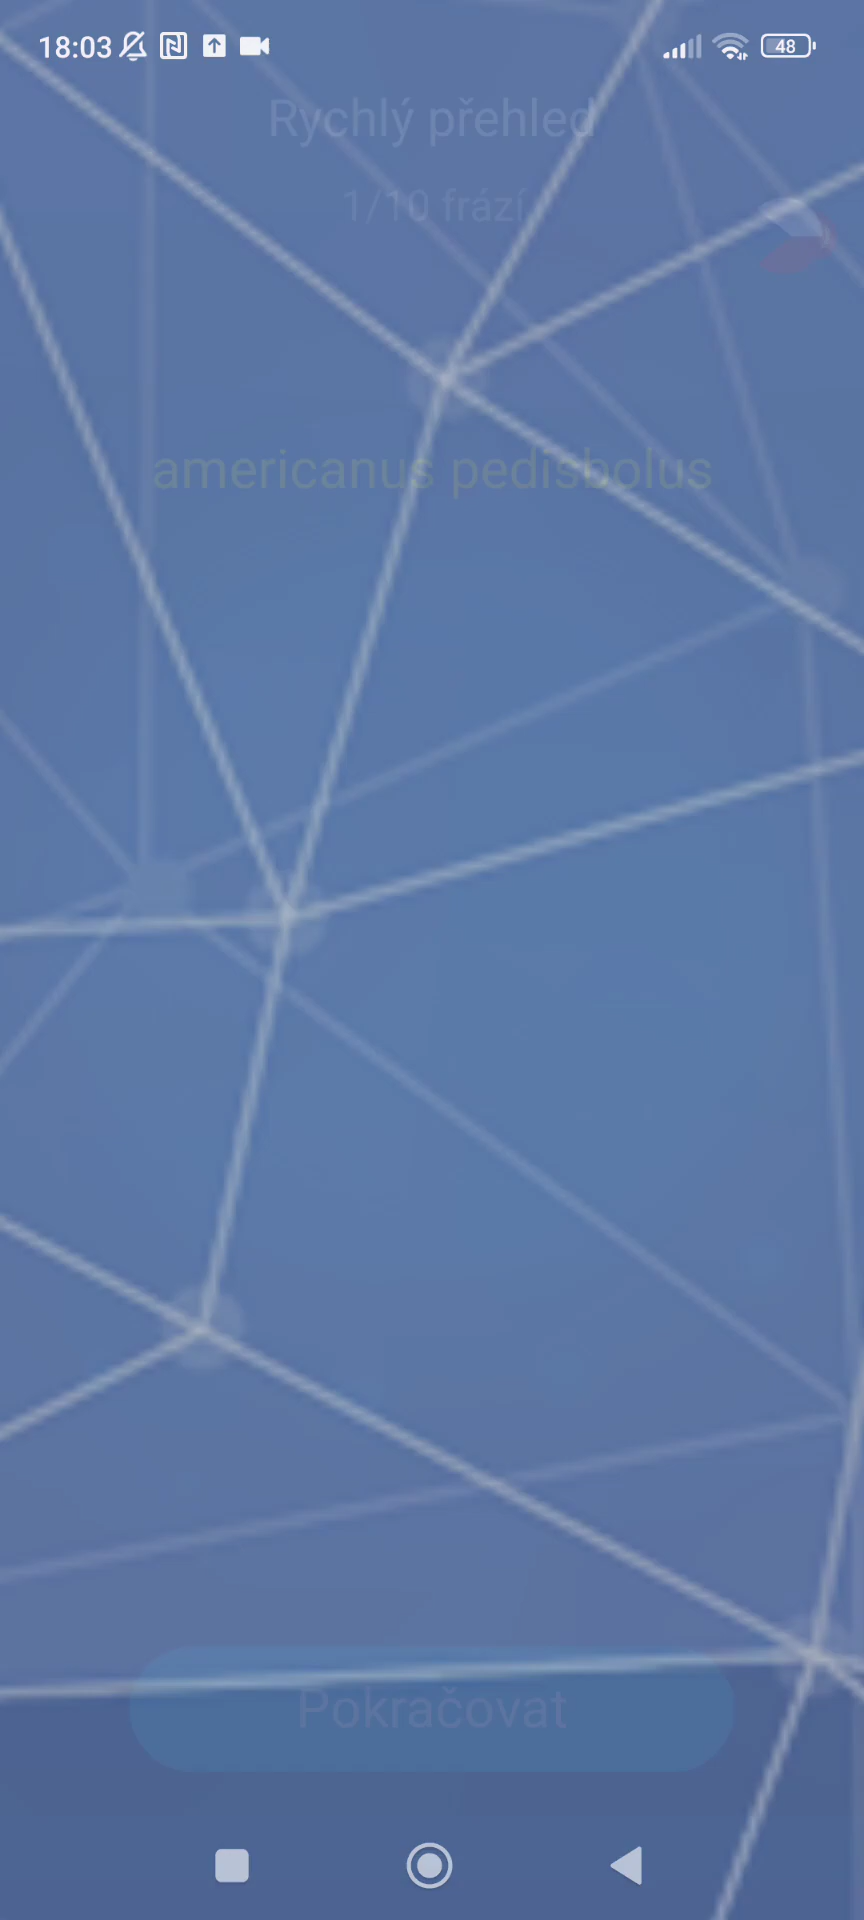 18:03
48
Rychlý přehled
1/10 frází
americanus pedisbolus
Pokračovat